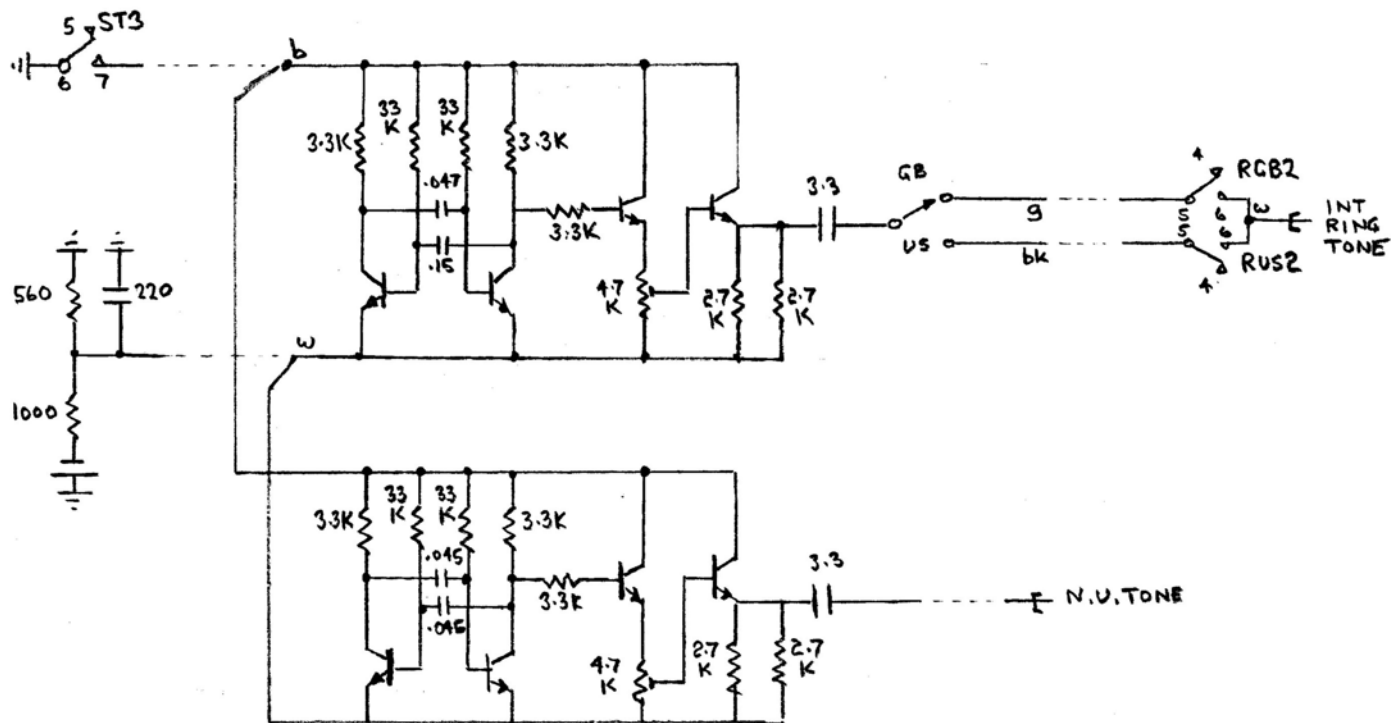 5 ST3
6 7
b
33 K
33 K
3.3K
3.3K
.047
.15
3.3K
4.7 K
2.7 K
2.7 K
3.3
GB
US
g
bk
4
RGB2
5
6
w
5
6
RUS2
4
INT RING TONE
560
220
1000
w
33 K
33 K
3.3K
3.3K
.045
.045
3.3K
4.7 K
2.7 K
2.7 K
3.3
N.U. TONE